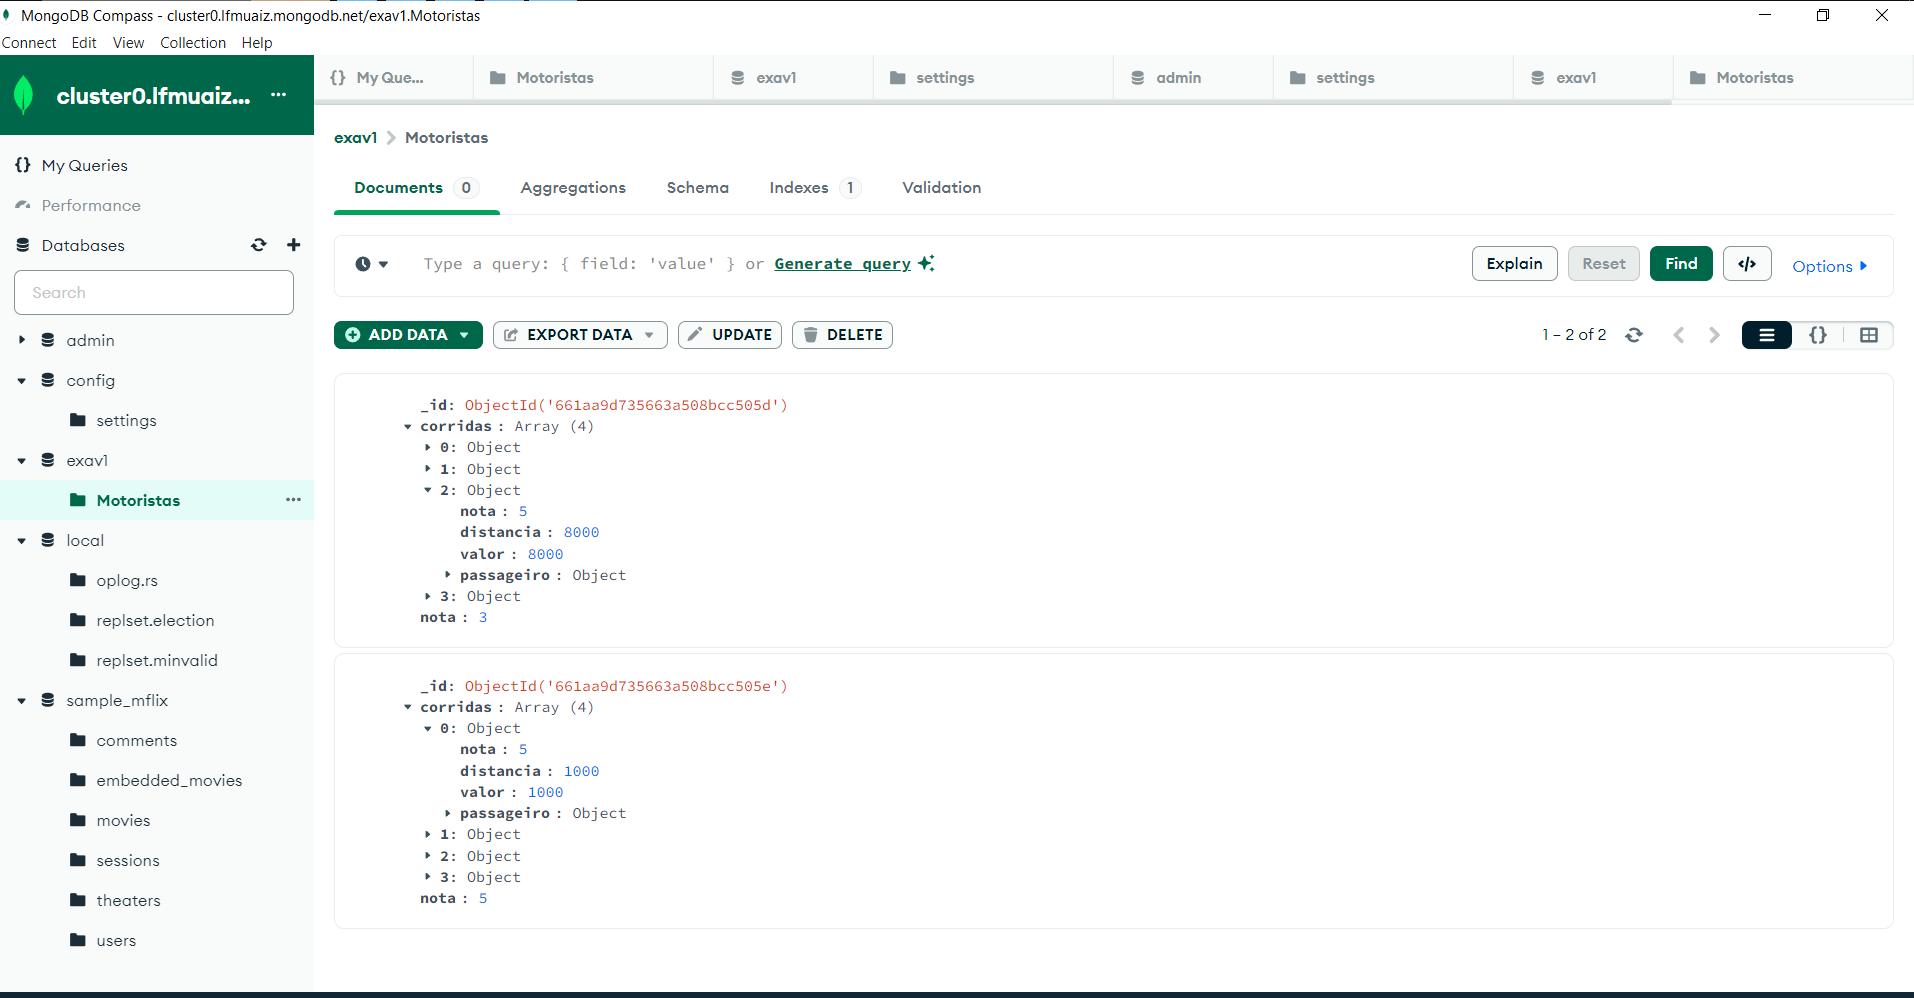 MongoDB Compass - cluster0.lfmuaiz.mongodb.net/exav1.Motoristas
Connect Edit View Collection Help
cluster0.lfmuaiz... ...
My Queries
Performance
Databases
Search
admin
config
settings
exav1
Motoristas ...
local
oplog.rs
replset.election
replset.minvalid
sample_mflix
comments
embedded_movies
movies
sessions
theaters
users
{} My Que... Motoristas exav1 settings admin settings exav1 Motoristas
exav1 > Motoristas
Documents 0 Aggregations Schema Indexes 1 Validation
Type a query: { field: 'value' } or Generate query
Explain Reset Find </> Options
ADD DATA EXPORT DATA UPDATE DELETE
1 – 2 of 2 {}
_id: ObjectId('661aa9d735663a508bcc505d')
corridas : Array (4)
0: Object
1: Object
2: Object
nota : 5
distancia : 8000
valor : 8000
passageiro : Object
3: Object
nota : 3
_id: ObjectId('661aa9d735663a508bcc505e')
corridas : Array (4)
0: Object
nota : 5
distancia : 1000
valor : 1000
passageiro : Object
1: Object
2: Object
3: Object
nota : 5